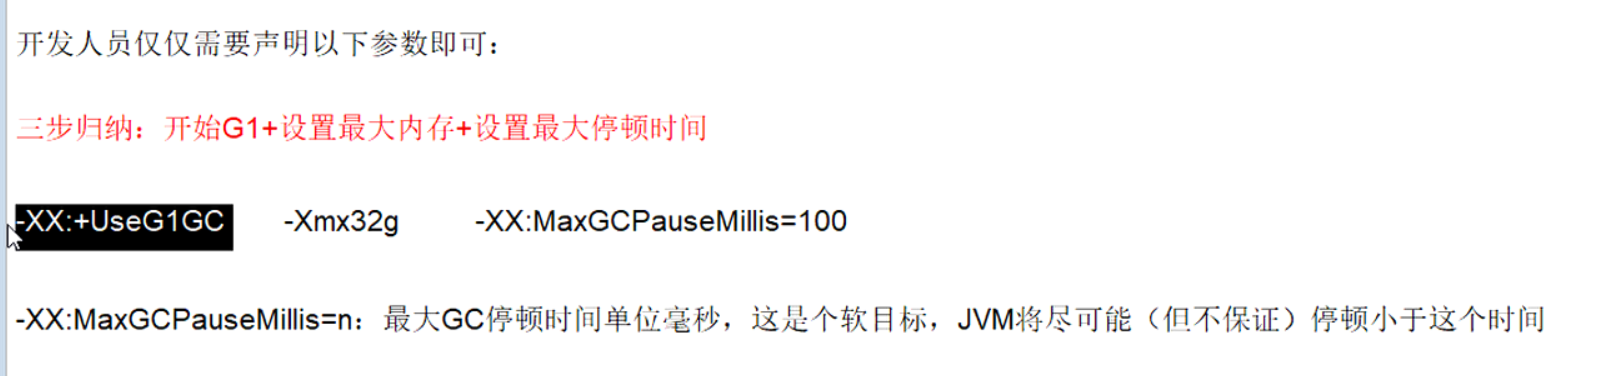 开发人员仅仅需要声明以下参数即可：
三步归纳：开始G1+设置最大内存+设置最大停顿时间
-XX:+UseG1GC -Xmx32g -XX:MaxGCPauseMillis=100
-XX:MaxGCPauseMillis=n：最大GC停顿时间单位毫秒，这是个软目标，JVM将尽可能（但不保证）停顿小于这个时间